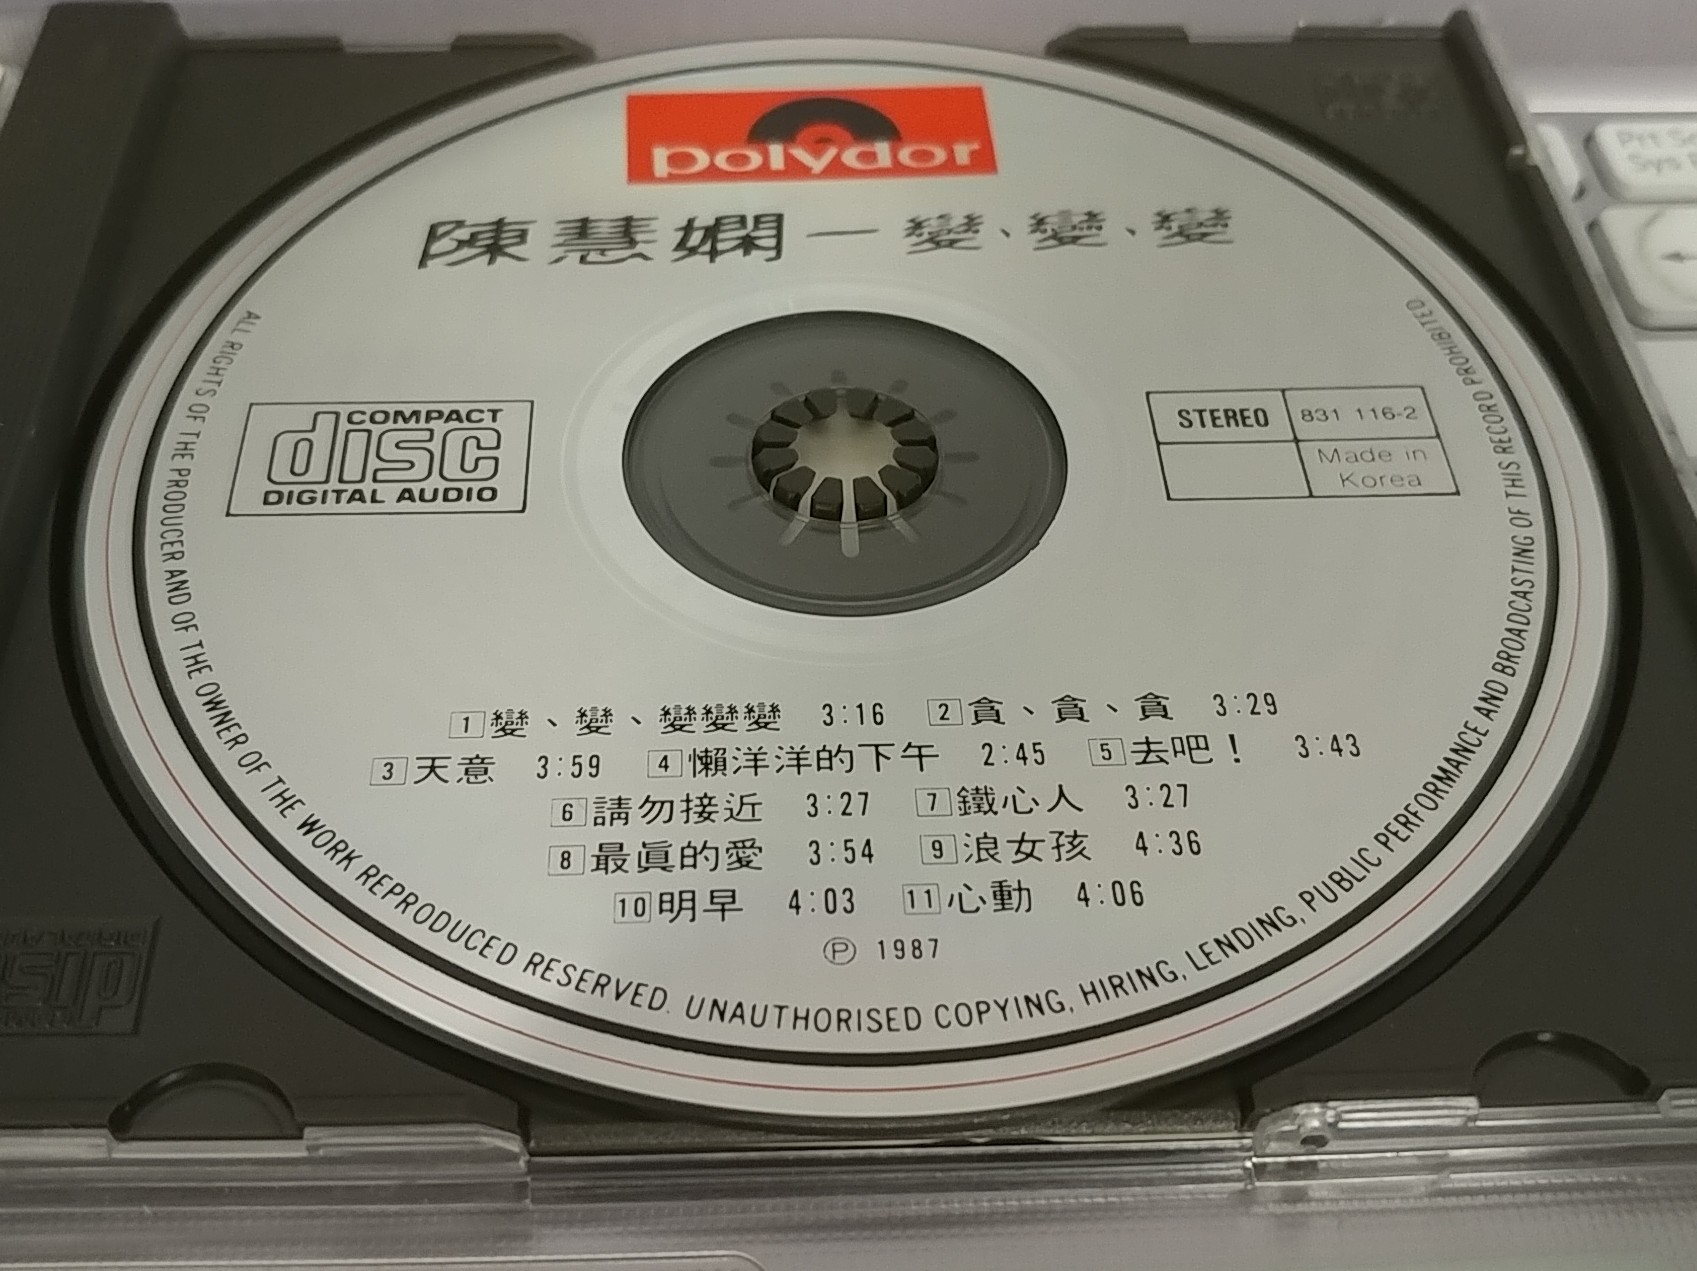 polydor
陳慧嫻－變、變、變
COMPACT
disc
DIGITAL AUDIO
STEREO 831 116-2
Made in
Korea
1 變、變、變變變 3:16 2 貪、貪、貪 3:29
3 天意 3:59 4 懶洋洋的下午 2:45 5 去吧！ 3:43
6 請勿接近 3:27 7 鐵心人 3:27
8 最眞的愛 3:54 9 浪女孩 4:36
10 明早 4:03 11 心動 4:06
Ⓟ 1987
ALL RIGHTS OF THE PRODUCER AND OF THE OWNER OF THE WORK REPRODUCED RESERVED. UNAUTHORISED COPYING, HIRING, LENDING, PUBLIC PERFORMANCE AND BROADCASTING OF THIS RECORD PROHIBITED